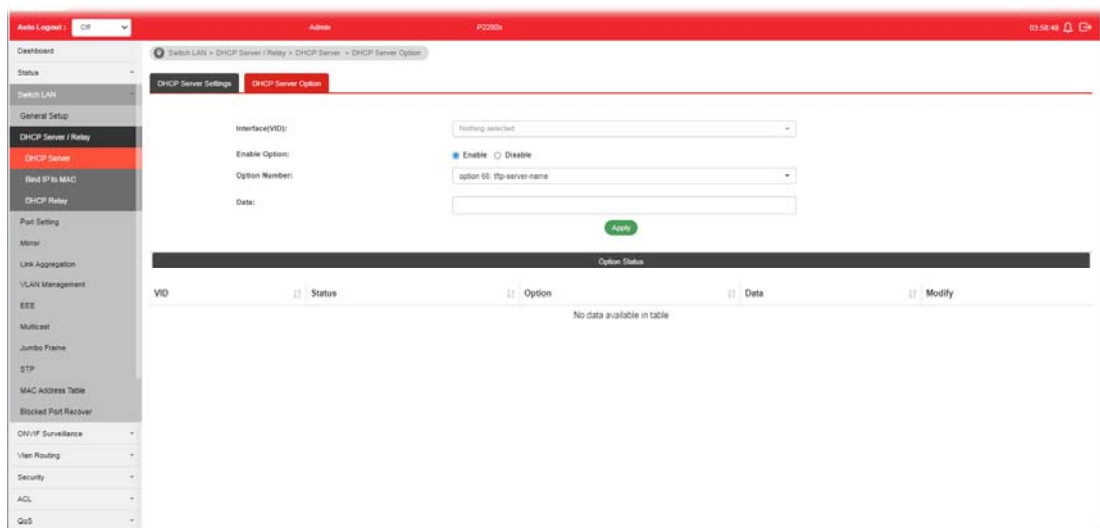 Auto Logout : Off Admin P2280x 03:58:48
Dashboard
Status
Switch LAN
General Setup
DHCP Server / Relay
DHCP Server
Bind IP to MAC
DHCP Relay
Port Setting
Mirror
Link Aggregation
VLAN Management
EEE
Multicast
Jumbo Frame
STP
MAC Address Table
Blocked Port Recover
ONVIF Surveillance
Vlan Routing
Security
ACL
QoS
Switch LAN > DHCP Server / Relay > DHCP Server > DHCP Server Option
DHCP Server Settings DHCP Server Option
Interface(VID): Nothing selected
Enable Option: Enable Disable
Option Number: option 66: tftp-server-name
Data:
Apply
Option Status
VID Status Option Data Modify
No data available in table